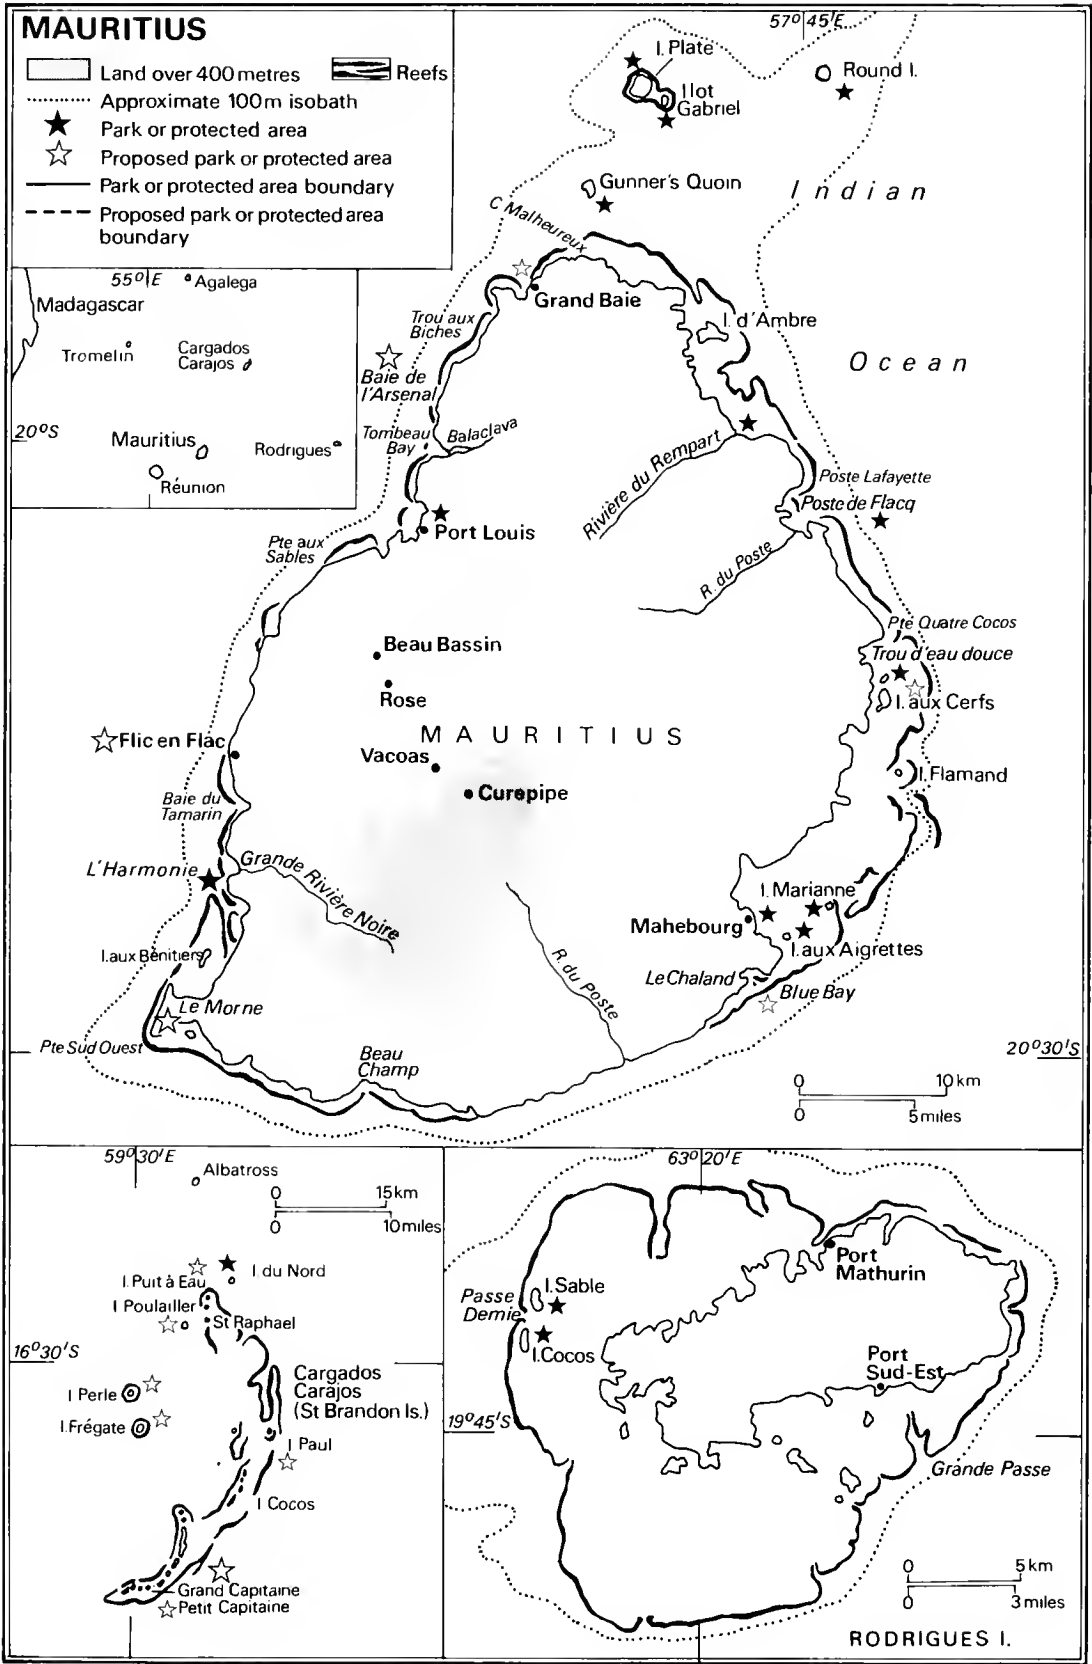 MAURITIUS
Land over 400 metres
Reefs
Approximate 100m isobath
Park or protected area
Proposed park or protected area
Park or protected area boundary
Proposed park or protected area
boundary
57°45'E
I. Plate
Ilot
Gabriel
Round I.
Gunner's Quoin
Indian
Ocean
C Malheureux
Grand Baie
Trou aux
Biches
I. d'Ambre
Baie de
l'Arsenal
Tombeau
Bay
Balaclava
Rivière du Rempart
Poste Lafayette
Poste de Flacq
Port Louis
Pte aux
Sables
R. du Poste
Pte Quatre Cocos
Trou d'eau douce
I. aux Cerfs
Beau Bassin
Rose
MAURITIUS
Flic en Flac
Vacoas
Curepipe
I. Flamand
Baie du
Tamarin
L'Harmonie
Grande Rivière Noire
I. Marianne
Mahebourg
I. aux Aigrettes
I. aux Bénitiers
R. du Poste
Le Chaland
Blue Bay
Le Morne
Pte Sud Ouest
Beau
Champ
20°30'S
0 10 km
0 5 miles
55°E
Agalega
Madagascar
Tromelin
Cargados
Carajos
20°S
Mauritius
Rodrigues
Réunion
59°30'E
Albatross
0 15 km
0 10 miles
I. Puit à Eau
I. du Nord
I Poulailler
St Raphael
16°30'S
Cargados
Carajos
(St Brandon Is.)
I Perle
I. Frégate
I Paul
I Cocos
Grand Capitaine
Petit Capitaine
63°20'E
Port
Mathurin
I. Sable
Passe
Demie
I. Cocos
Port
Sud-Est
19°45'S
Grande Passe
0 5 km
0 3 miles
RODRIGUES I.